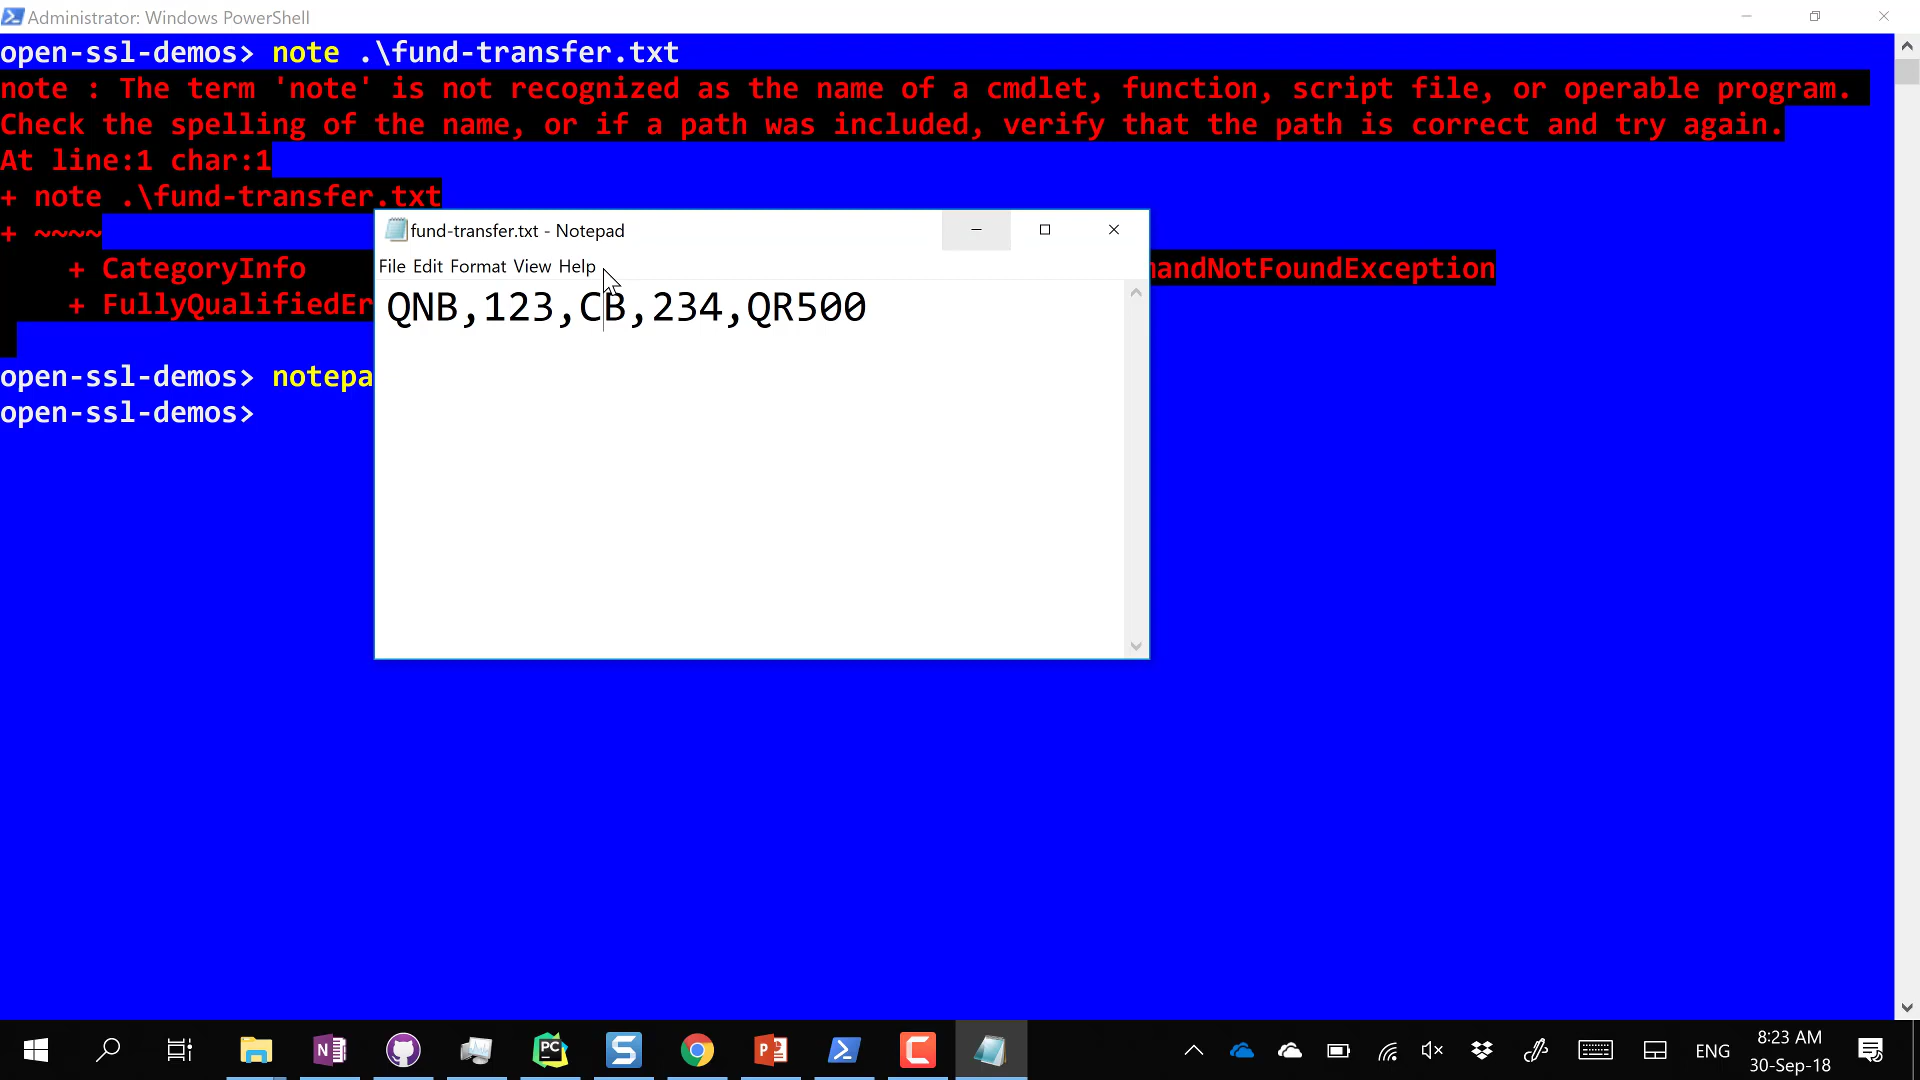 Administrator: Windows PowerShell
open-ssl-demos> note .\fund-transfer.txt
note : The term 'note' is not recognized as the name of a cmdlet, function, script file, or operable program.
Check the spelling of the name, or if a path was included, verify that the path is correct and try again.
At line:1 char:1
+ note .\fund-transfer.txt
+ ~~~~
+ CategoryInfo
andNotFoundException
+ FullyQualifiedEr
open-ssl-demos> notepa
open-ssl-demos>
fund-transfer.txt - Notepad
File Edit Format View Help
QNB,123,CB,234,QR500
ENG
8:23 AM
30-Sep-18